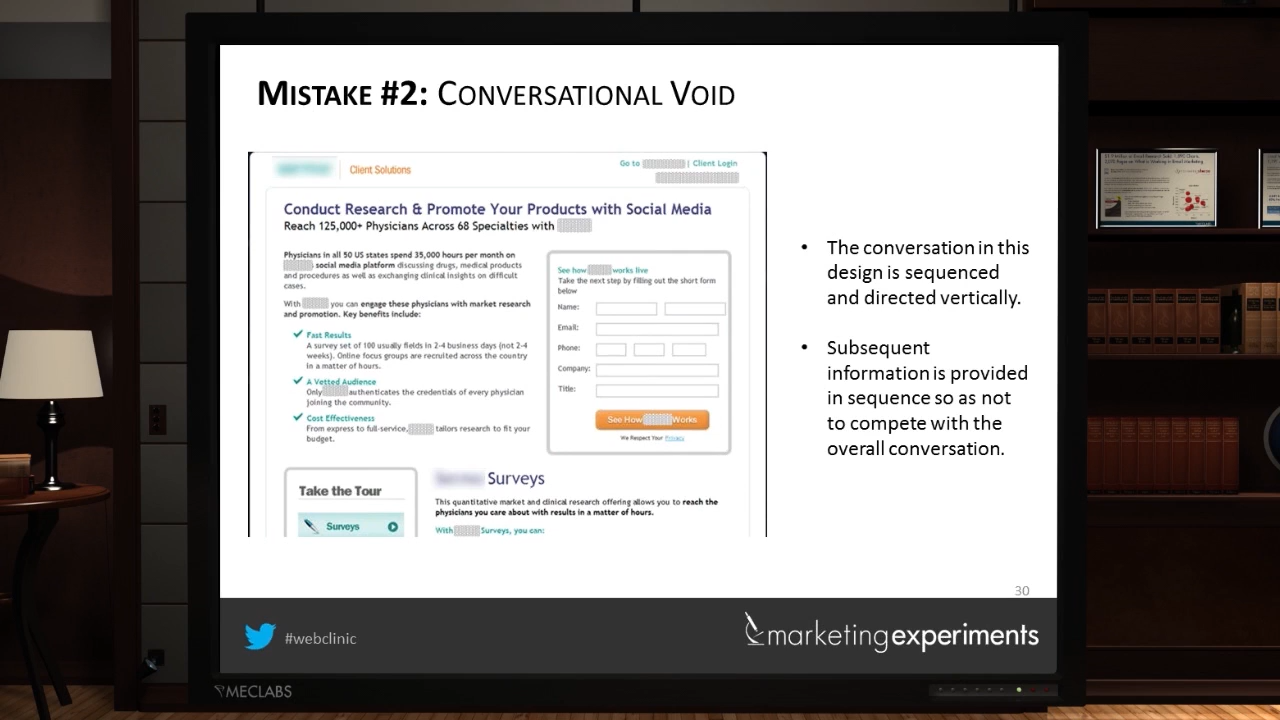 MISTAKE #2: CONVERSATIONAL VOID
Client Solutions
Go to | Client Login
Conduct Research & Promote Your Products with Social Media
Reach 125,000+ Physicians Across 68 Specialties with
Physicians in all 50 US states spend 35,000 hours per month on
social media platform discussing drugs, medical products
and procedures as well as exchanging clinical insights on difficult
cases.
With you can engage these physicians with market research
and promotion. Key benefits include:
Fast Results
A survey set of 100 usually fields in 2-4 business days (not 2-4
weeks). Online focus groups are recruited across the country
in a matter of hours.
A Vetted Audience
Only authenticates the credentials of every physician
joining the community.
Cost Effectiveness
From express to full-service, tailors research to fit your
budget.
See how works live
Take the next step by filling out the short form
below
Name:
Email:
Phone:
Company:
Title:
See How Works
We Respect Your Privacy
Take the Tour
Surveys
Surveys
This quantitative market and clinical research offering allows you to reach the
physicians you care about with results in a matter of hours.
With Surveys, you can:
• The conversation in this
design is sequenced
and directed vertically.
• Subsequent
information is provided
in sequence so as not
to compete with the
overall conversation.
30
#webclinic
marketingexperiments
MECLABS